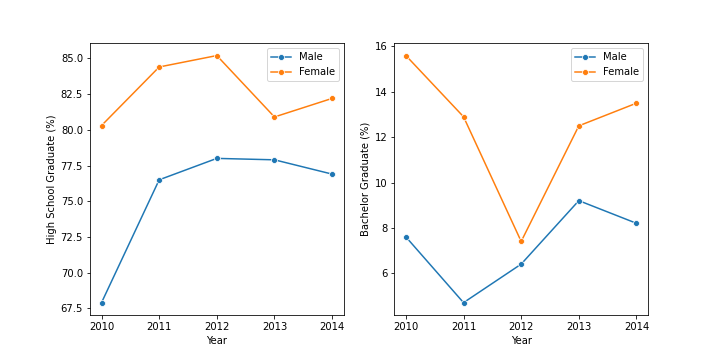 High School Graduate (%)
85.0
82.5
80.0
77.5
75.0
72.5
70.0
67.5
2010 2011 2012 2013 2014
Year
Male
Female
Bachelor Graduate (%)
16
14
12
10
8
6
2010 2011 2012 2013 2014
Year
Male
Female